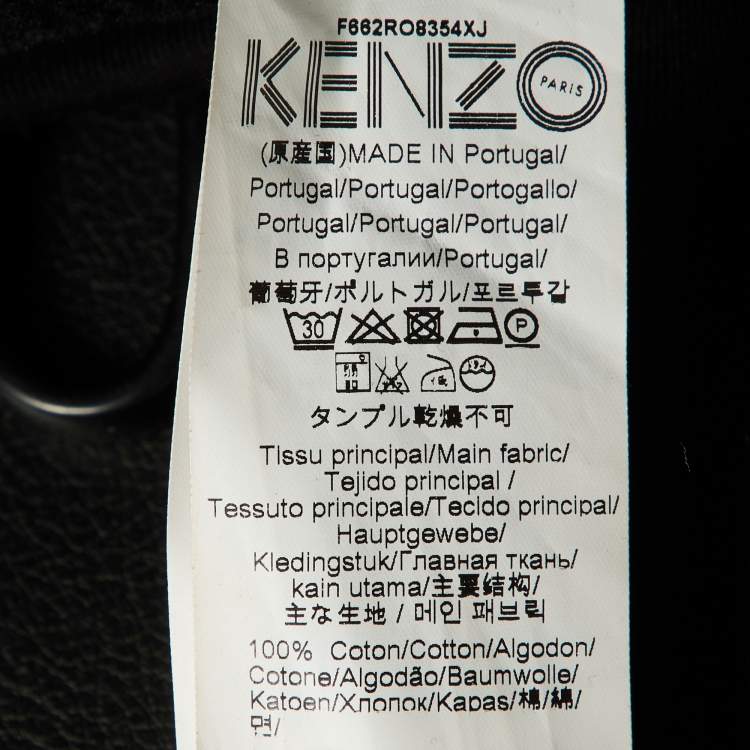 F662RO8354XJ
KENZO
PARIS
(原産国)MADE IN Portugal/
Portugal/Portugal/Portogallo/
Portugal/Portugal/Portugal/
В португалии/Portugal/
葡萄牙/ポルトガル/포르투갈
30 P
タンブル乾燥不可
Tissu principal/Main fabric/
Tejido principal /
Tessuto principale/Tecido principal/
Hauptgewebe/
Kledingstuk/Главная ткань/
kain utama/主要结构/
主な生地 / 메인 패브릭
100% Coton/Cotton/Algodon/
Cotone/Algodão/Baumwolle/
Katoen/Хлопок/Kapas/棉/綿/
면/